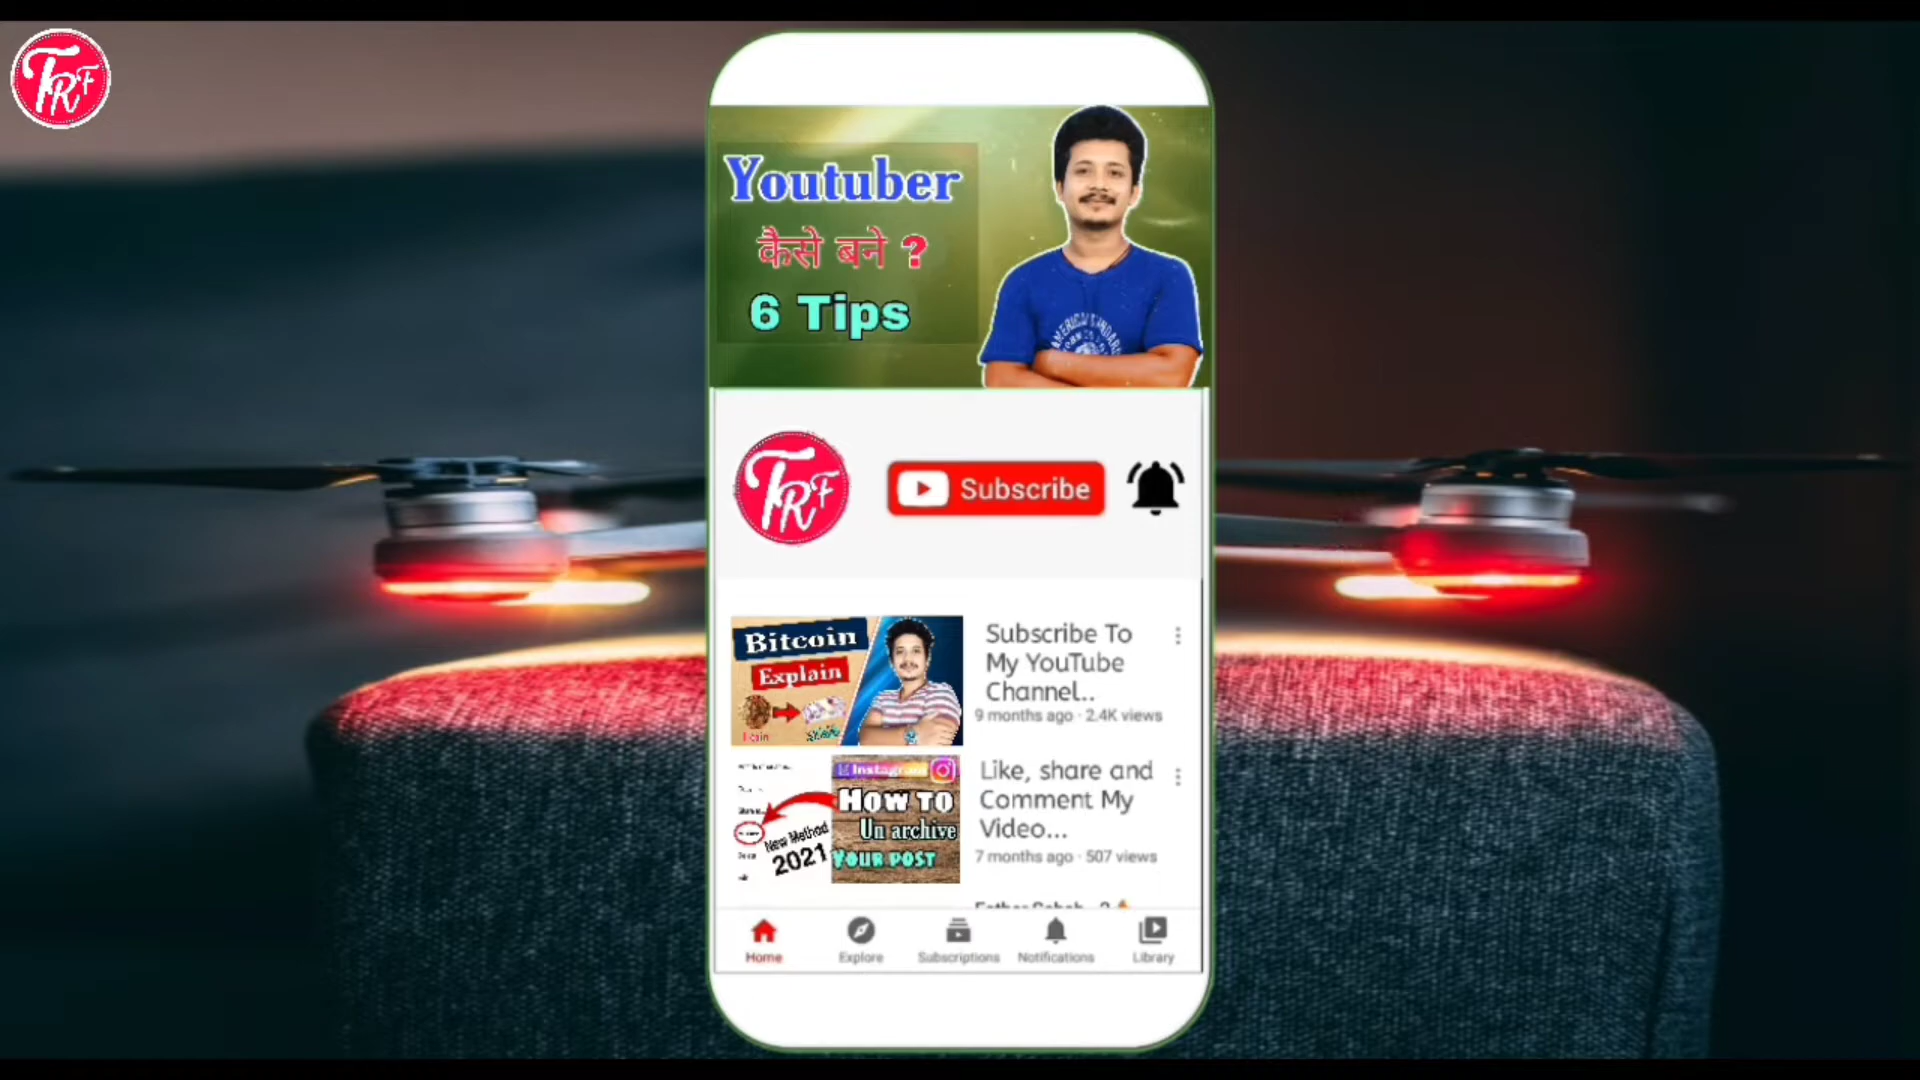 TRF
Youtuber
कैसे बने ?
6 Tips
AMERICAN STANDARD
TRF
Subscribe
Bitcoin
Explain
Subscribe To
My YouTube
Channel..
9 months ago · 2.4K views
Instagram
How to
Un archive
Your post
New Method
2021
Like, share and
Comment My
Video...
7 months ago · 507 views
Home
Explore
Subscriptions
Notifications
Library